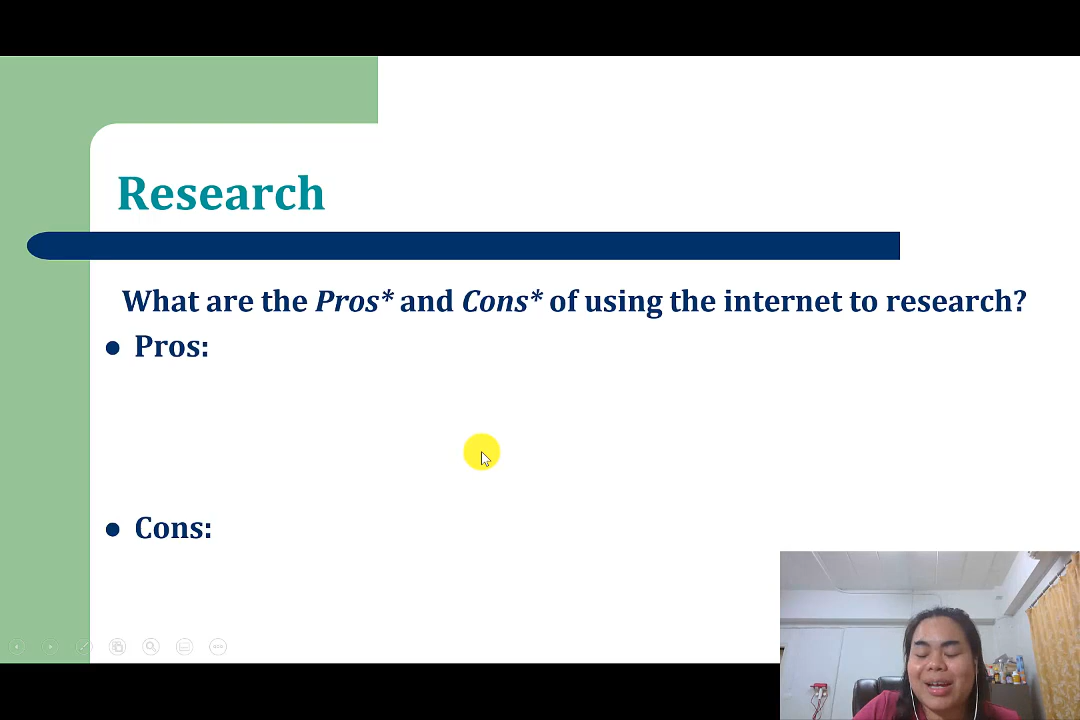 Research
What are the Pros* and Cons* of using the internet to research?
● Pros:
● Cons: